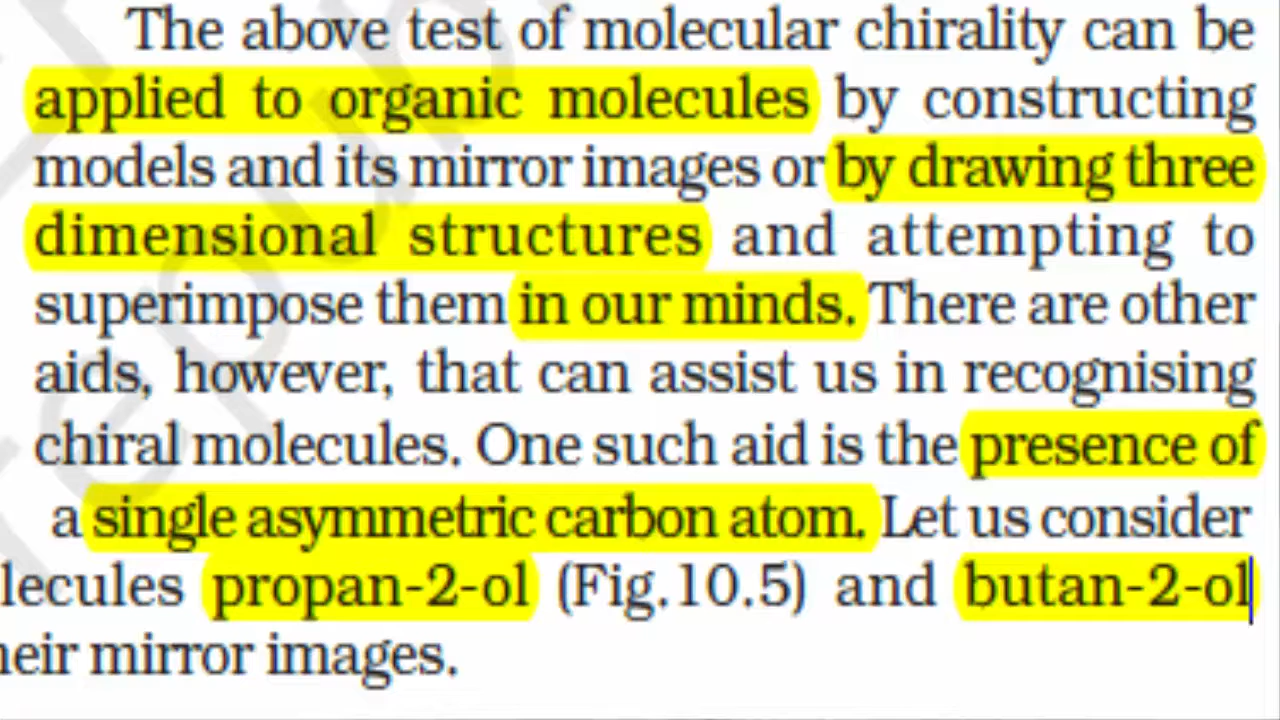 The above test of molecular chirality can be
applied to organic molecules by constructing
models and its mirror images or by drawing three
dimensional structures and attempting to
superimpose them in our minds. There are other
aids, however, that can assist us in recognising
chiral molecules. One such aid is the presence of
a single asymmetric carbon atom. Let us consider
lecules propan-2-ol (Fig.10.5) and butan-2-ol
heir mirror images.